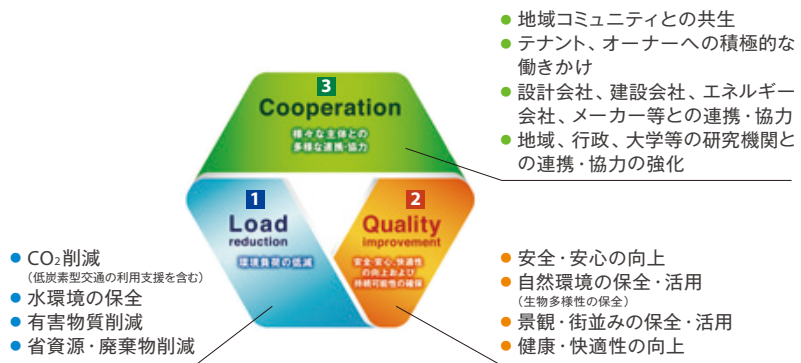 ● 地域コミュニティとの共生
● テナント、オーナーへの積極的な
働きかけ
● 設計会社、建設会社、エネルギー
会社、メーカー等との連携・協力
● 地域、行政、大学等の研究機関と
の連携・協力の強化
3
Cooperation
様々な主体との
多様な連携・協力
1
Load
reduction
環境負荷の低減
2
Quality
improvement
安全・安心、快適性
の向上および
持続可能性の確保
● CO₂削減
(低炭素型交通の利用支援を含む)
● 水環境の保全
● 有害物質削減
● 省資源・廃棄物削減
● 安全・安心の向上
● 自然環境の保全・活用
(生物多様性の保全)
● 景観・街並みの保全・活用
● 健康・快適性の向上